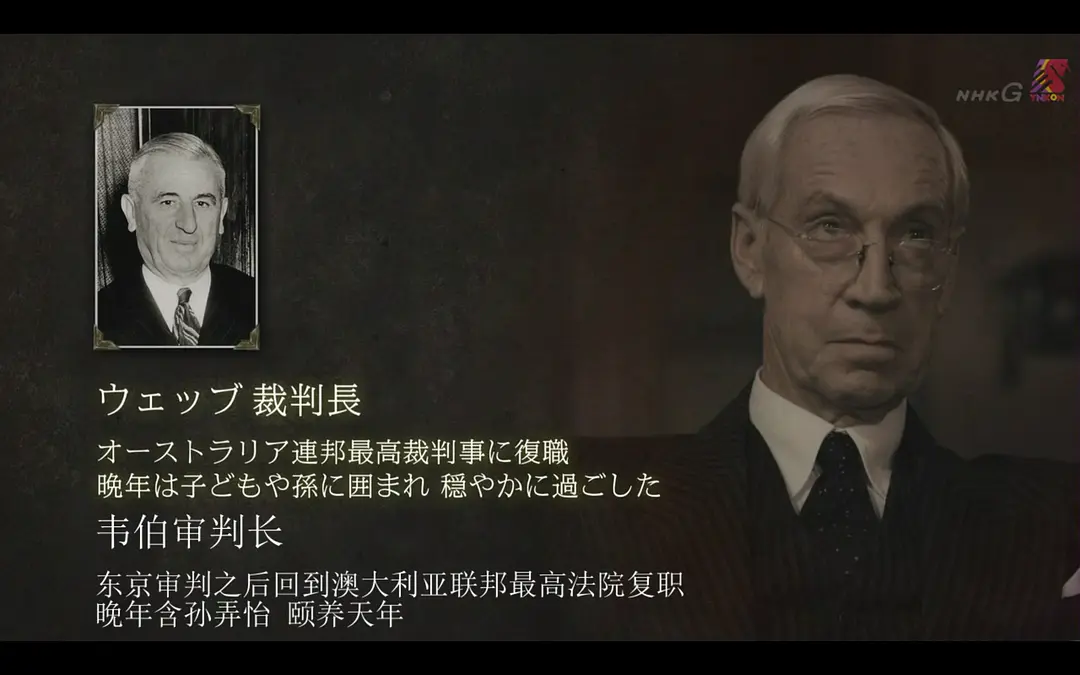 NHK G
YNKON
ウェッブ 裁判長
オーストラリア連邦最高裁判事に復職
晩年は子どもや孫に囲まれ 穏やかに過ごした
韦伯审判长
东京审判之后回到澳大利亚联邦最高法院复职
晚年含孙弄怡 颐养天年